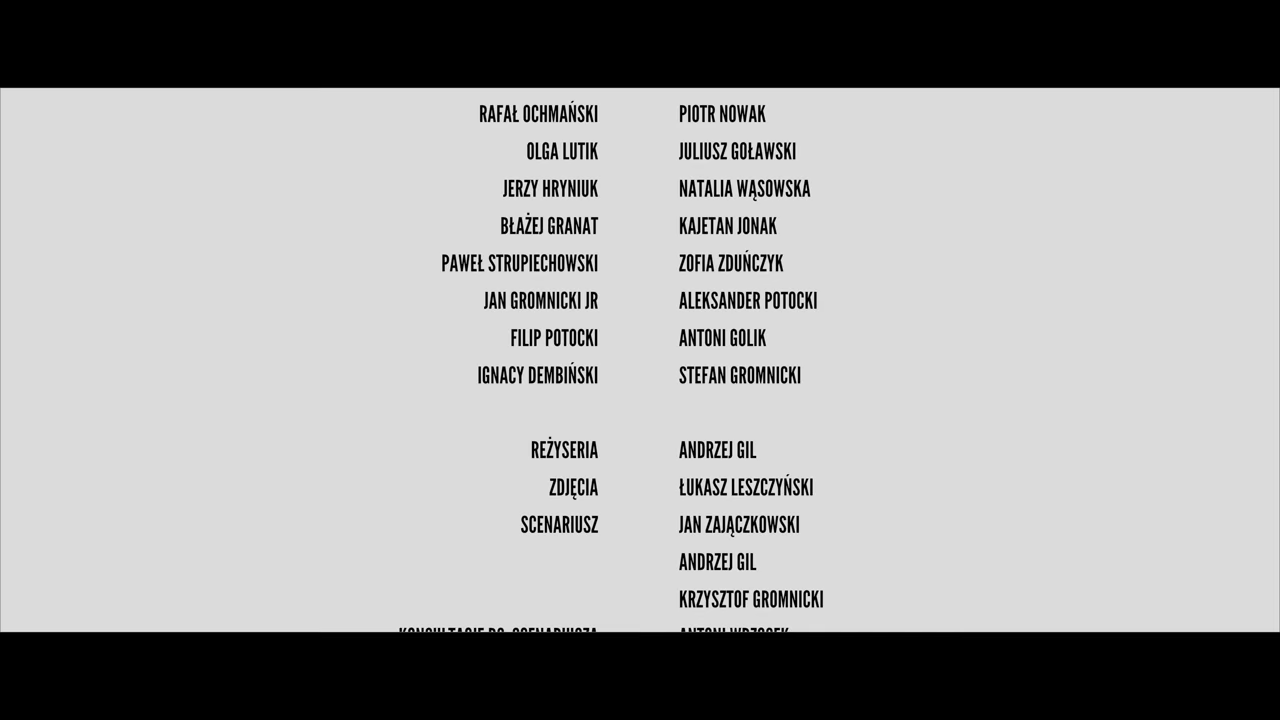 RAFAŁ OCHMAŃSKI PIOTR NOWAK
OLGA LUTIK JULIUSZ GOŁAWSKI
JERZY HRYNIUK NATALIA WĄSOWSKA
BŁAŻEJ GRANAT KAJETAN JONAK
PAWEŁ STRUPIECHOWSKI ZOFIA ZDUŃCZYK
JAN GROMNICKI JR ALEKSANDER POTOCKI
FILIP POTOCKI ANTONI GOLIK
IGNACY DEMBIŃSKI STEFAN GROMNICKI
REŻYSERIA ANDRZEJ GIL
ZDJĘCIA ŁUKASZ LESZCZYŃSKI
SCENARIUSZ JAN ZAJĄCZKOWSKI
ANDRZEJ GIL
KRZYSZTOF GROMNICKI